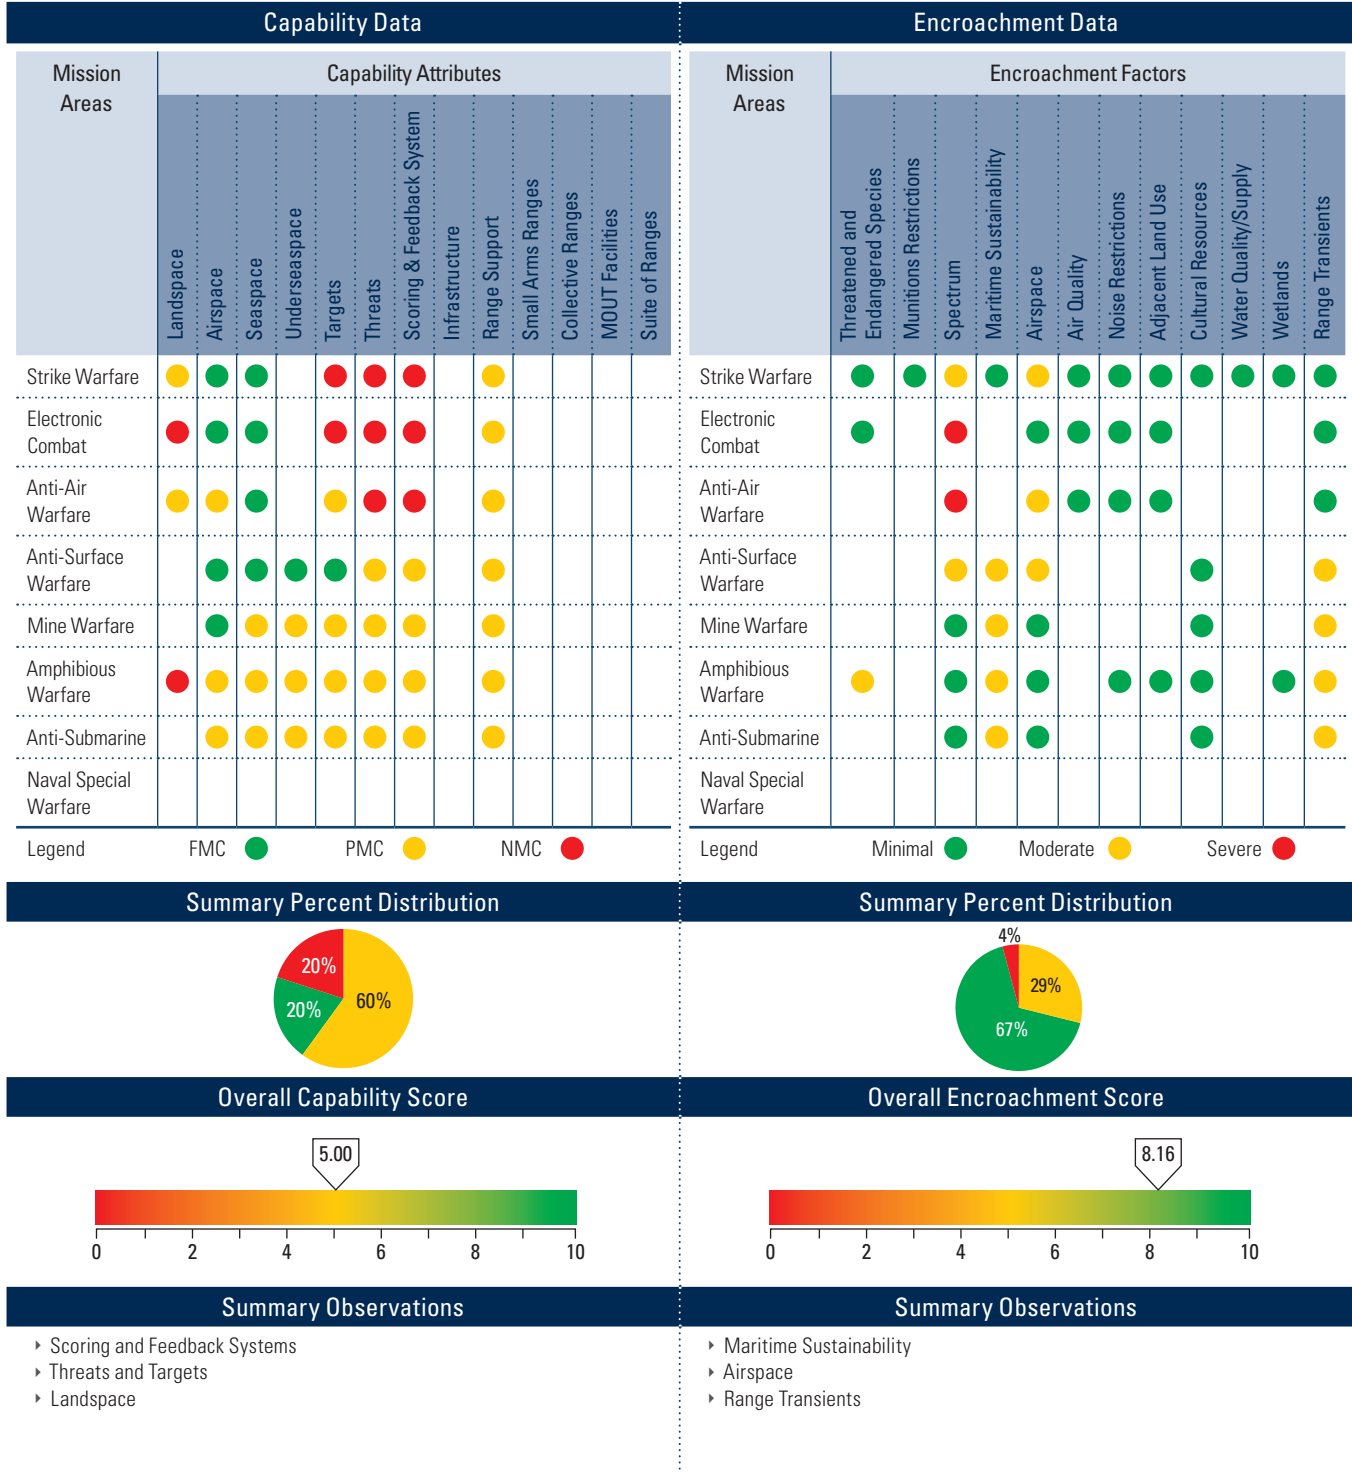 Capability Data
Mission
Areas
Capability Attributes
Landspace
Airspace
Seaspace
Underseaspace
Targets
Threats
Scoring & Feedback System
Infrastructure
Range Support
Small Arms Ranges
Collective Ranges
MOUT Facilities
Suite of Ranges
Strike Warfare
Electronic
Combat
Anti-Air
Warfare
Anti-Surface
Warfare
Mine Warfare
Amphibious
Warfare
Anti-Submarine
Naval Special
Warfare
Legend FMC PMC NMC
Summary Percent Distribution
20%
20%
60%
Overall Capability Score
5.00
0 2 4 6 8 10
Summary Observations
‣ Scoring and Feedback Systems
‣ Threats and Targets
‣ Landspace
Encroachment Data
Mission
Areas
Encroachment Factors
Threatened and
Endangered Species
Munitions Restrictions
Spectrum
Maritime Sustainability
Airspace
Air Quality
Noise Restrictions
Adjacent Land Use
Cultural Resources
Water Quality/Supply
Wetlands
Range Transients
Strike Warfare
Electronic
Combat
Anti-Air
Warfare
Anti-Surface
Warfare
Mine Warfare
Amphibious
Warfare
Anti-Submarine
Naval Special
Warfare
Legend Minimal Moderate Severe
Summary Percent Distribution
4%
29%
67%
Overall Encroachment Score
8.16
0 2 4 6 8 10
Summary Observations
‣ Maritime Sustainability
‣ Airspace
‣ Range Transients